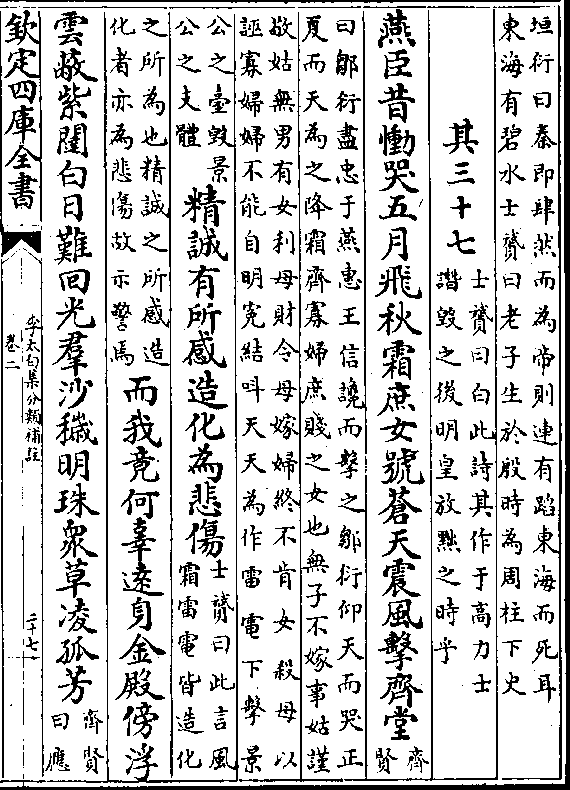 垣衍曰秦即肆然而為帝則連有蹈東海而死耳
東海有碧水士贇曰老子生於殷時為周柱下史
其三十七
士贇曰白此詩其作于高力士
譖毀之後明皇放黜之時乎
燕臣昔慟哭五月飛秋霜庶女號蒼天震風擊齊堂
齊
賢
曰鄒衍盡忠于燕惠王信讒而擊之鄒衍仰天而哭正
夏而天為之降霜齊寡婦庶賤之女也無子不嫁事姑謹
敬姑無男有女利母財令母嫁婦終不肯女殺母以
誣寡婦婦不能自明冤結叫天天為作雷電下擊景
公之臺毀景
公之支體
精誠有所感造化為悲傷
士贇曰此言風
霜雷電皆造化
之所為也精誠之所感造
化者亦為悲傷故亦警焉
而我竟何辜遠身金殿傍浮
雲蔽紫闥白日難回光羣沙穢明珠衆草凌孤芳
齊賢
曰應
欽定四庫全書
李太白集分類補註
卷二
二十七